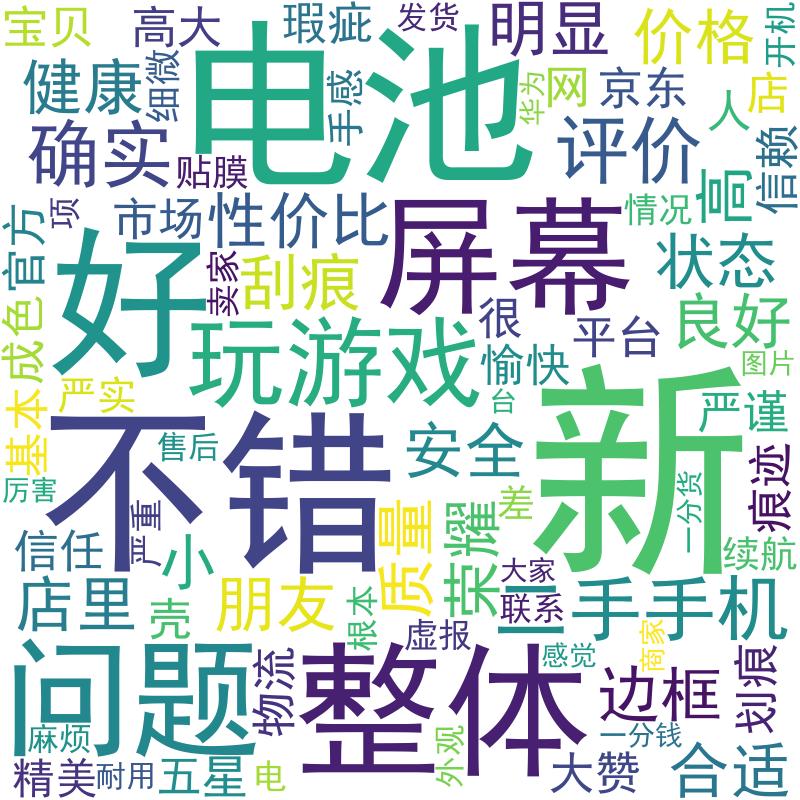 宝贝
高大
瑕疵
发货
明显
价格
开机
电池
健康
细微
手感
华为
网
京东
店
人
确实
贴膜
评价
信赖
高
项
市场
性价比
屏幕
情况
官方
好
卖家
刮痕
状态
成色
玩游戏
很
平台
良好
愉快
图片
基本
严实
台
新
严谨
不错
售后
安全
厉害
严重
质量
荣耀
差
一分货
痕迹
信任
小
大家
续航
店里
壳
朋友
根本
联系
二手手机
虚报
感觉
商家
问题
物流
整体
边框
划痕
麻烦
外观
一分钱
精美
耐用
五星
电
大赞
合适